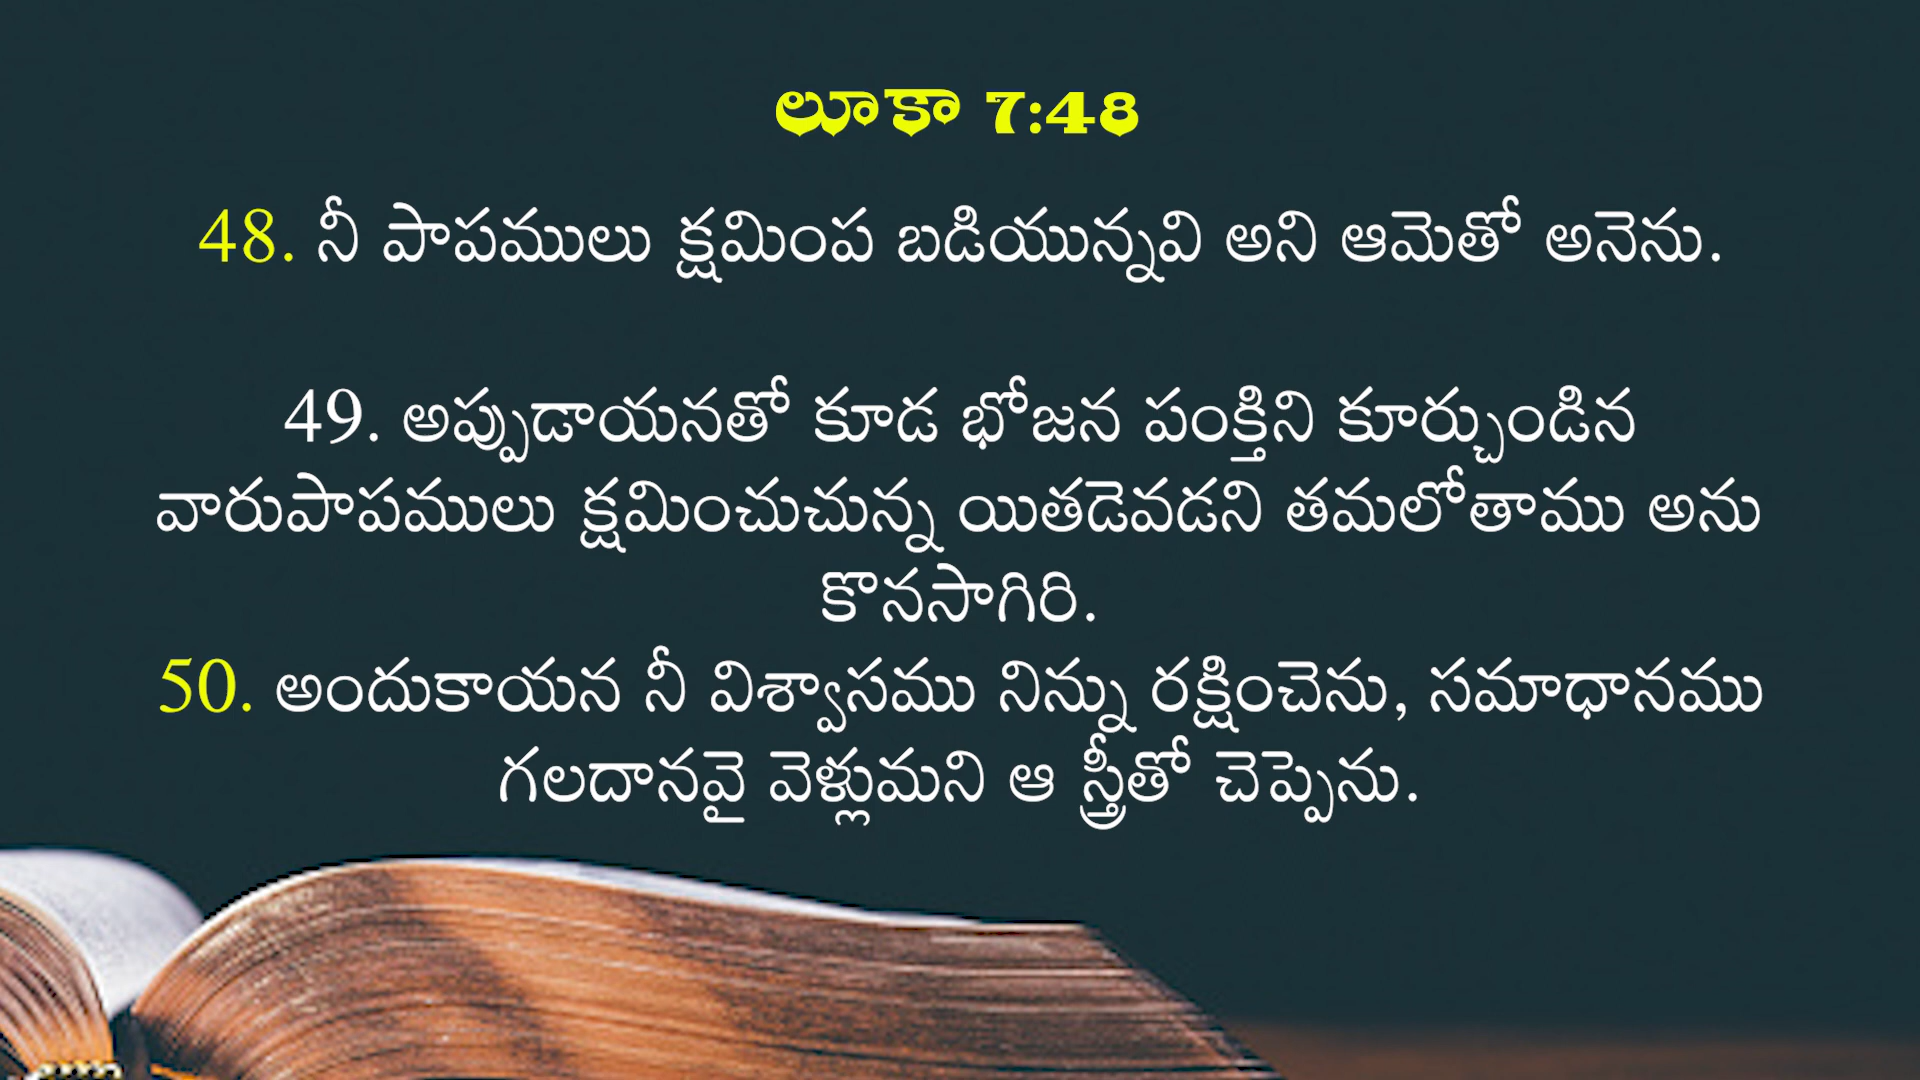 లూకా 7:48
48. నీ పాపములు క్షమింప బడియున్నవి అని ఆమెతో అనెను.
49. అప్పుడాయనతో కూడ భోజన పంక్తిని కూర్చుండిన
వారుపాపములు క్షమించుచున్న యితడెవడని తమలోతాము అను
కొనసాగిరి.
50. అందుకాయన నీ విశ్వాసము నిన్ను రక్షించెను, సమాధానము
గలదానవై వెళ్లుమని ఆ స్త్రీతో చెప్పెను.